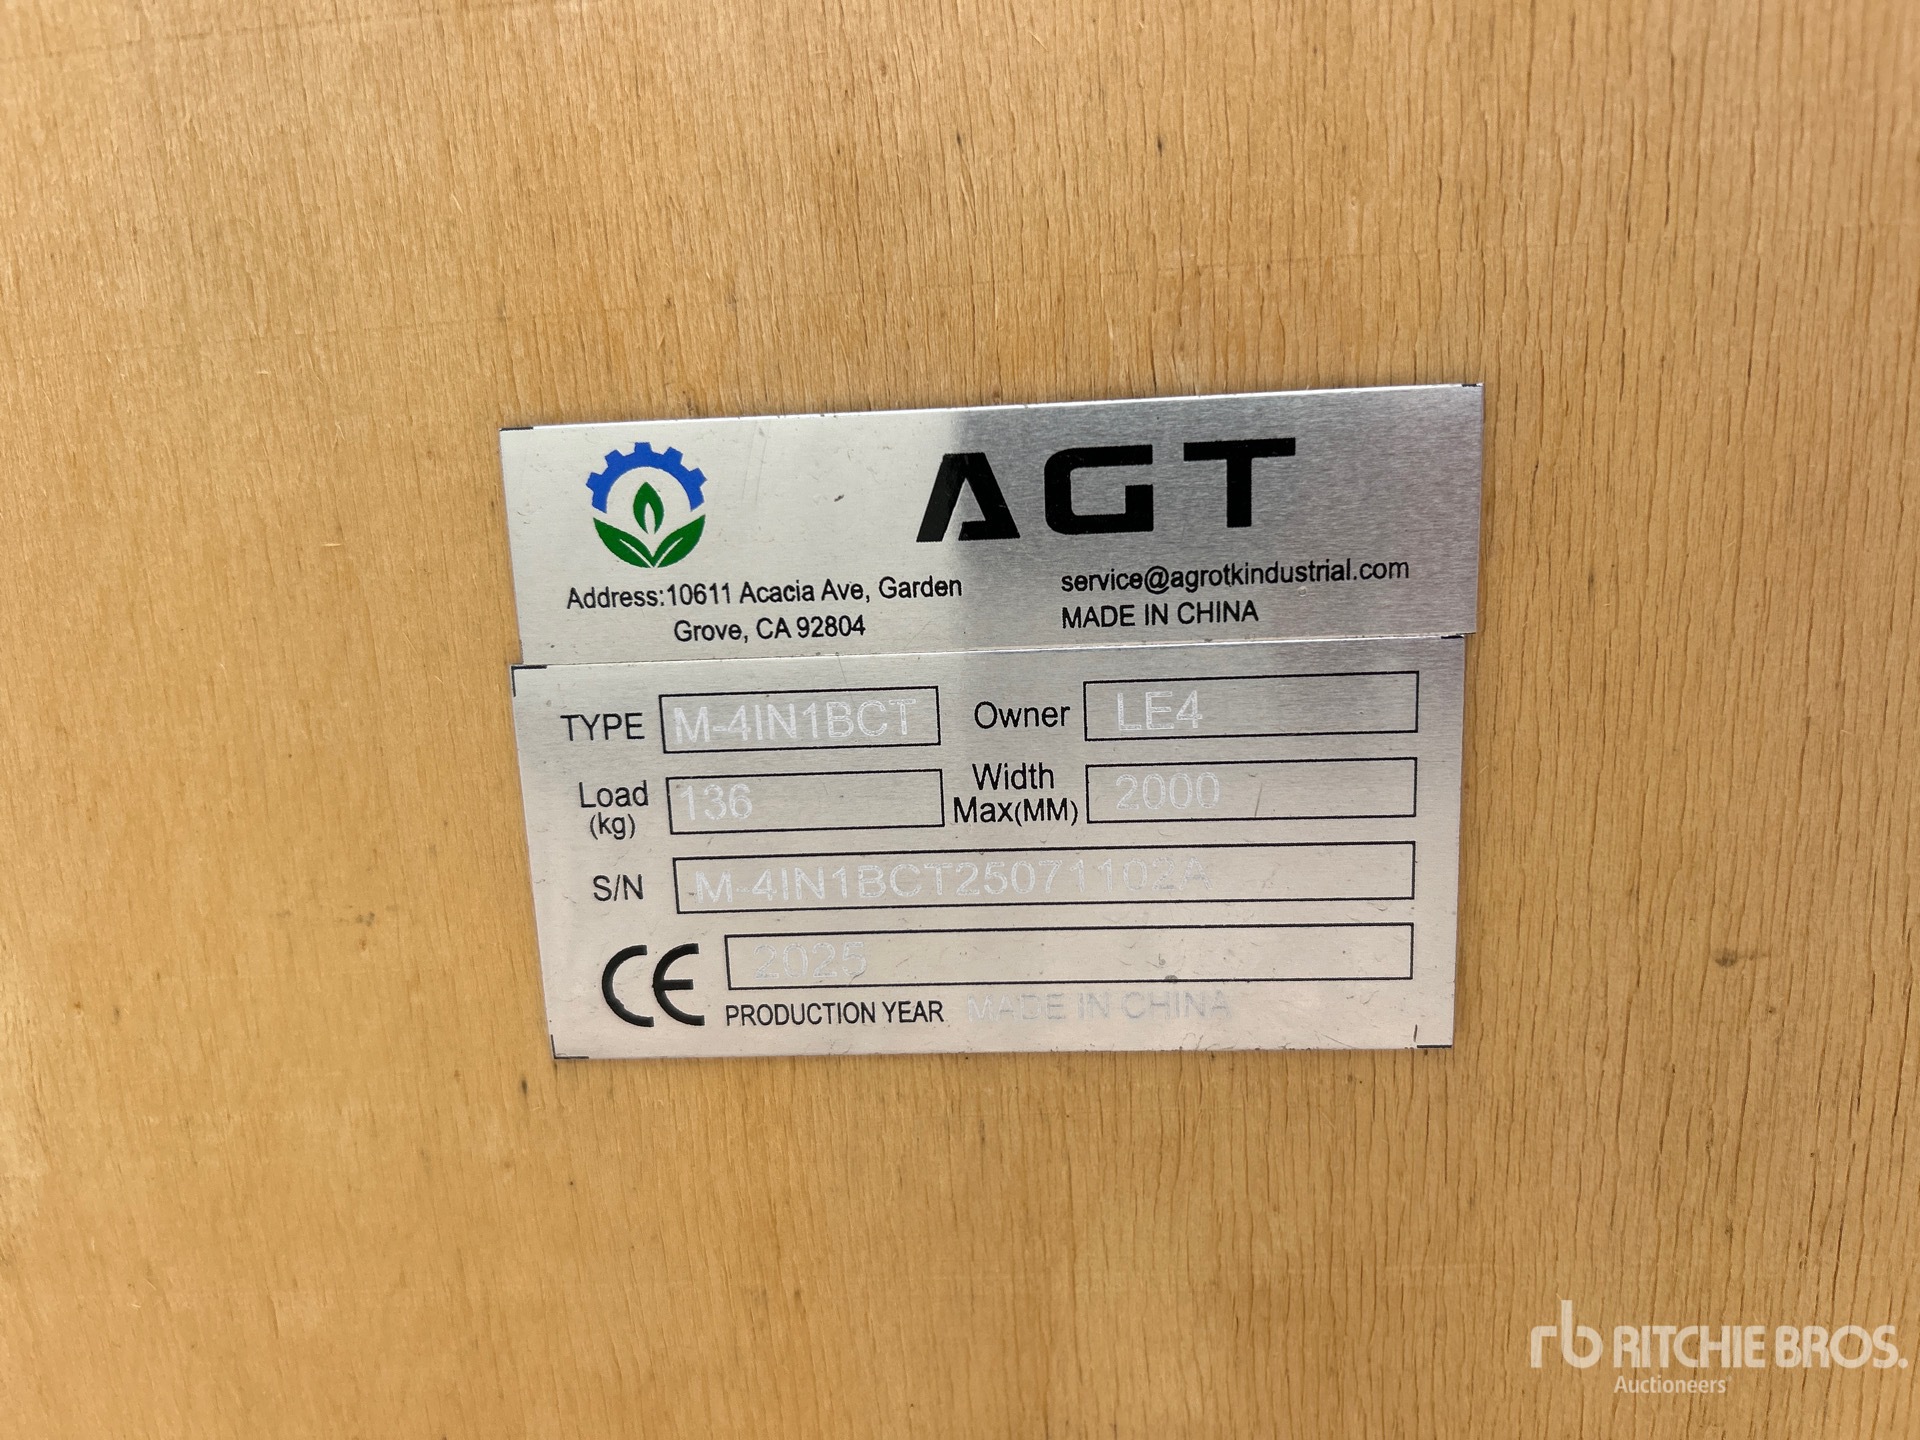 AGT
Address:10611 Acacia Ave, Garden
Grove, CA 92804
service@agrotkindustrial.com
MADE IN CHINA
TYPE M-4IN1BCT Owner LE4
Load (kg) 136 Width Max(MM) 2000
S/N M-4IN1BCT25071102A
CE 2025
PRODUCTION YEAR MADE IN CHINA
rb RITCHIE BROS.
Auctioneers